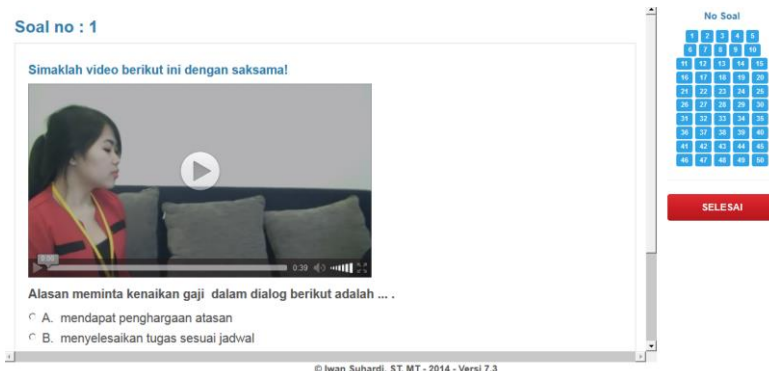 Soal no : 1
Simaklah video berikut ini dengan saksama!
0:00
0:39
Alasan meminta kenaikan gaji dalam dialog berikut adalah ... .
A. mendapat penghargaan atasan
B. menyelesaikan tugas sesuai jadwal
© Iwan Suhardi, ST, MT - 2014 - Versi 7.3
No Soal
1 2 3 4 5
6 7 8 9 10
11 12 13 14 15
16 17 18 19 20
21 22 23 24 25
26 27 28 29 30
31 32 33 34 35
36 37 38 39 40
41 42 43 44 45
46 47 48 49 50
SELESAI